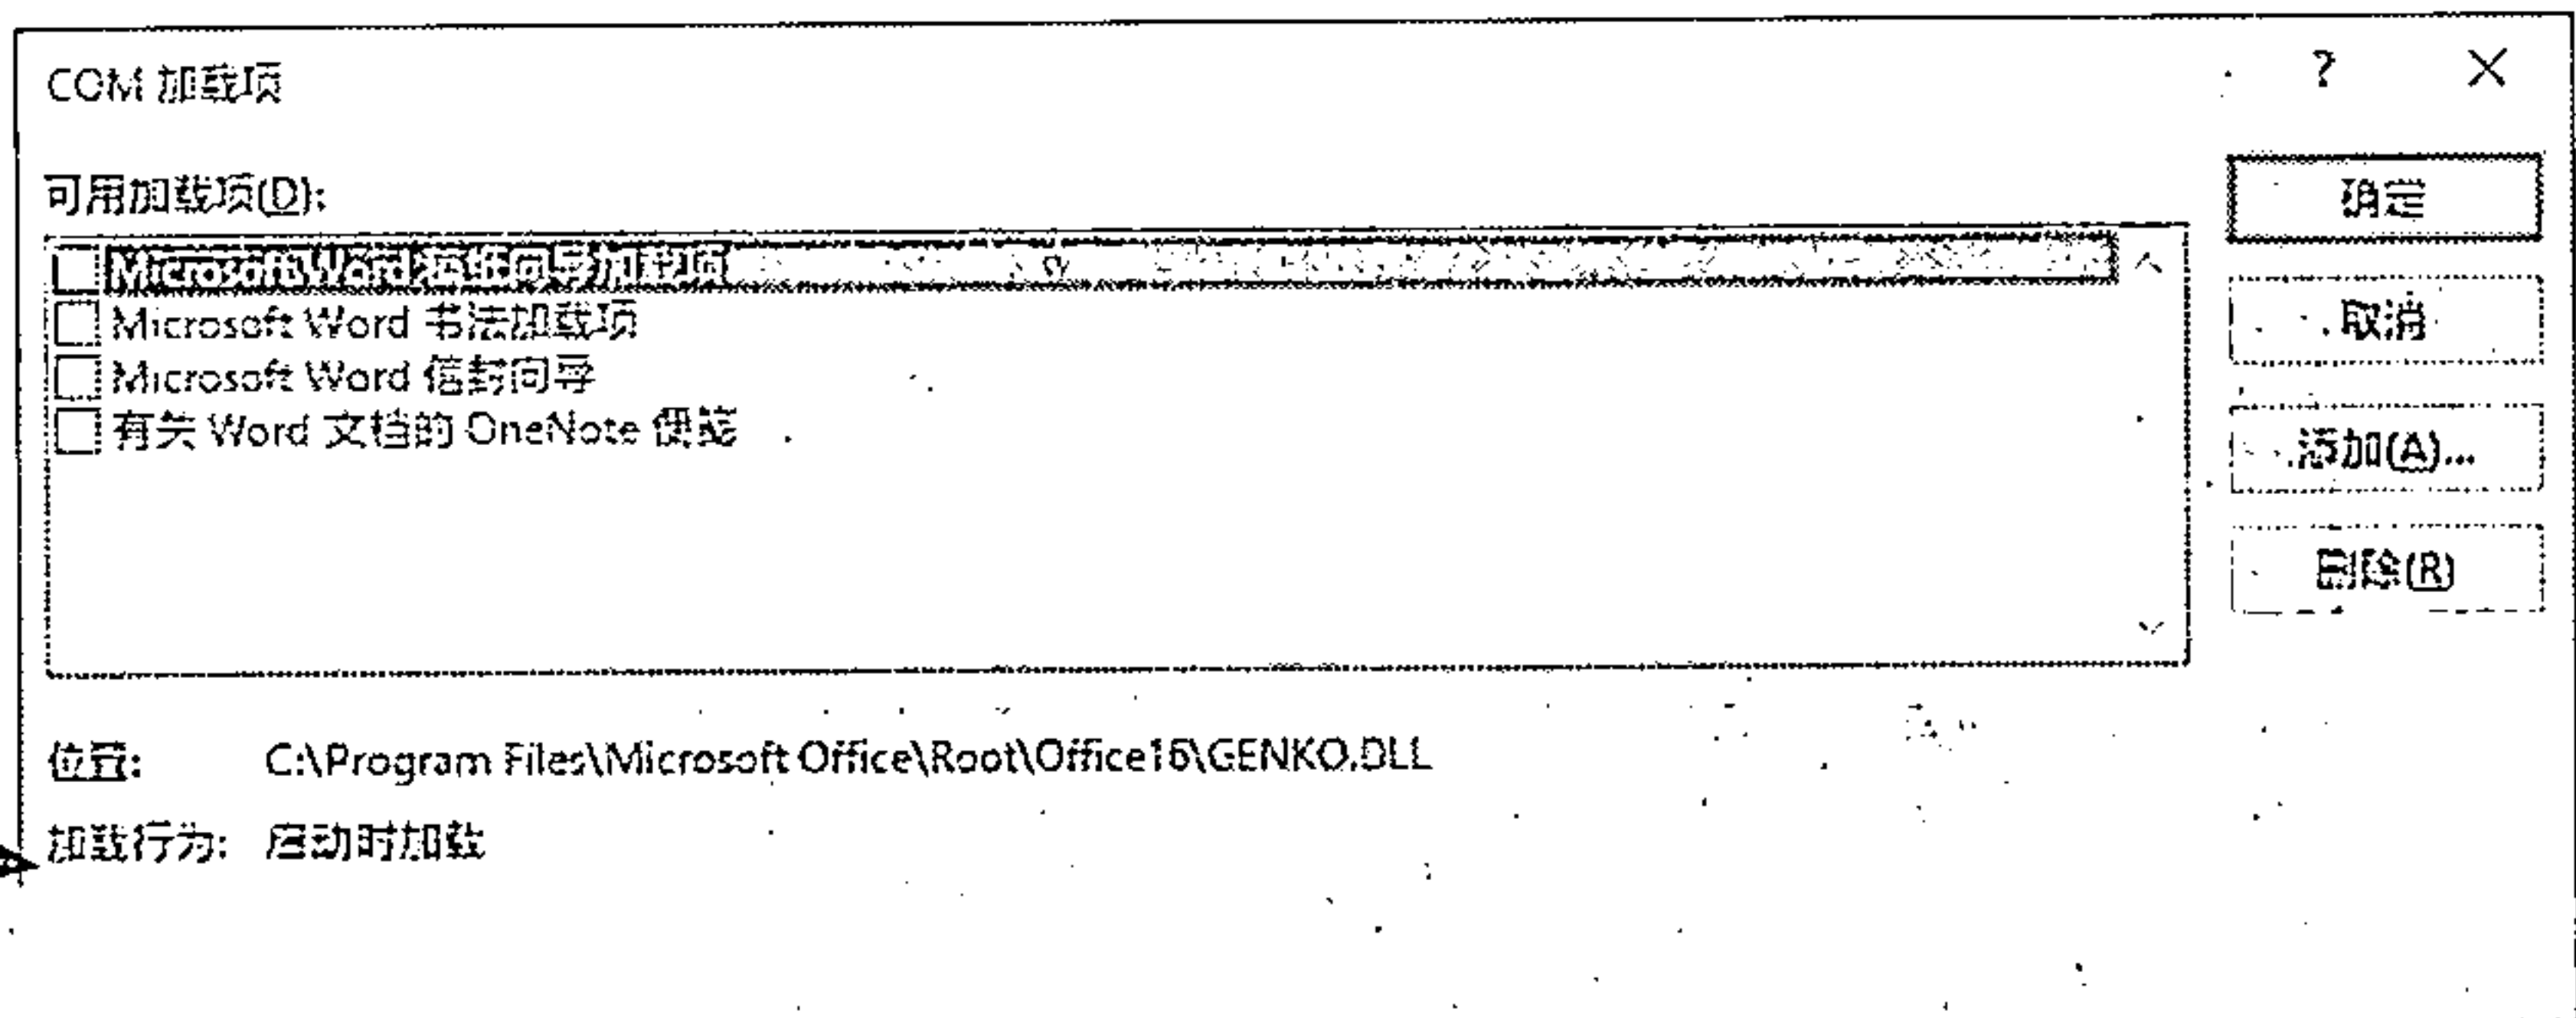 COM 加载项
?
可用加载项(D):
Microsoft Word 稿纸向导加载项
Microsoft Word 书法加载项
Microsoft Word 信封向导
有关 Word 文档的 OneNote 便笺
确定
取消
添加(A)...
删除(R)
位置: C:\Program Files\Microsoft Office\Root\Office16\GENKO.DLL
加载行为: 启动时加载